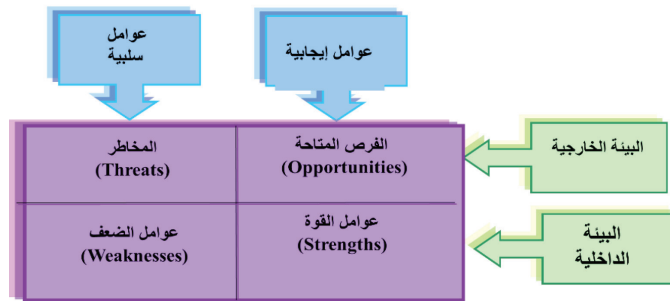 عوامل إيجابية
عوامل
سلبية
البيئة الخارجية
الفرص المتاحة
(Opportunities)
المخاطر
(Threats)
البيئة
الداخلية
عوامل القوة
(Strengths)
عوامل الضعف
(Weaknesses)